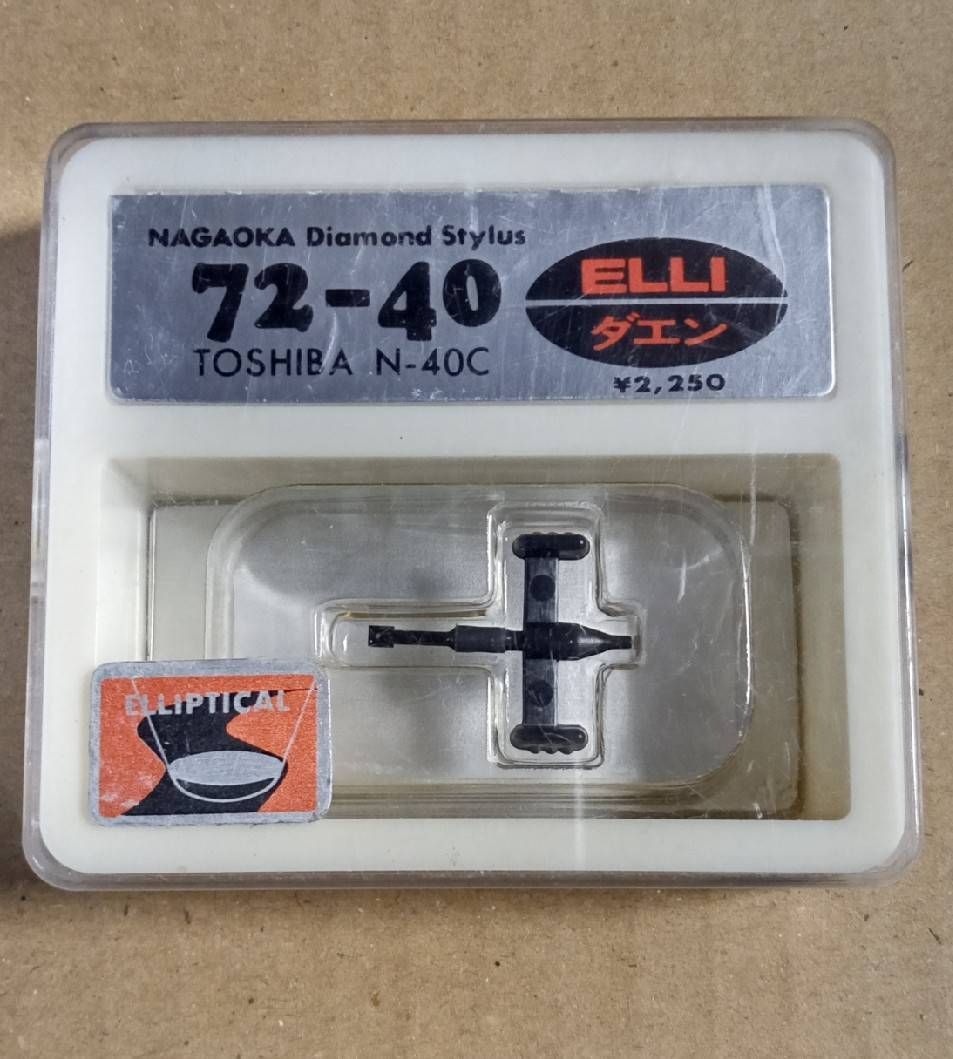 NAGAOKA Diamond Stylus
72-40
TOSHIBA N-40C
ELLI
ダエン
¥2,250
ELLIPTICAL